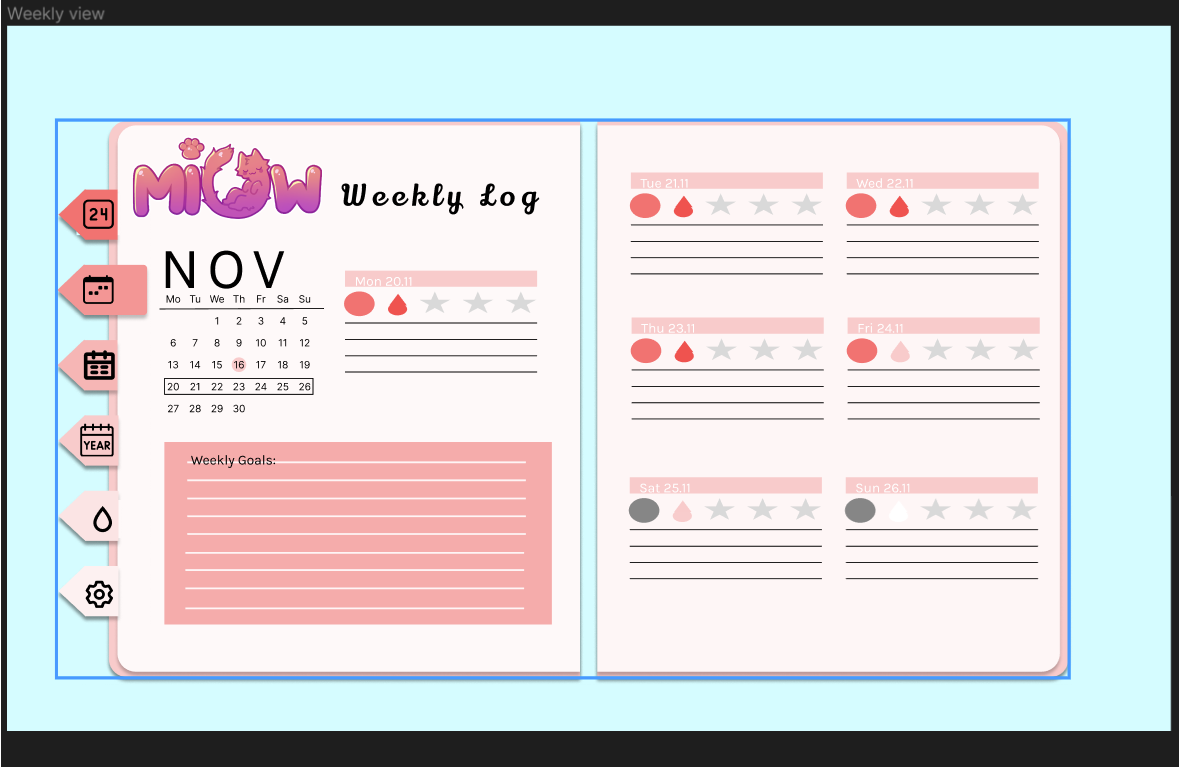 Weekly view
MiOW
Weekly Log
24
NOV
Mo Tu We Th Fr Sa Su
1 2 3 4 5
6 7 8 9 10 11 12
13 14 15 16 17 18 19
20 21 22 23 24 25 26
27 28 29 30
Mon 20.11
YEAR
Weekly Goals:
Tue 21.11
Wed 22.11
Thu 23.11
Fri 24.11
Sat 25.11
Sun 26.11